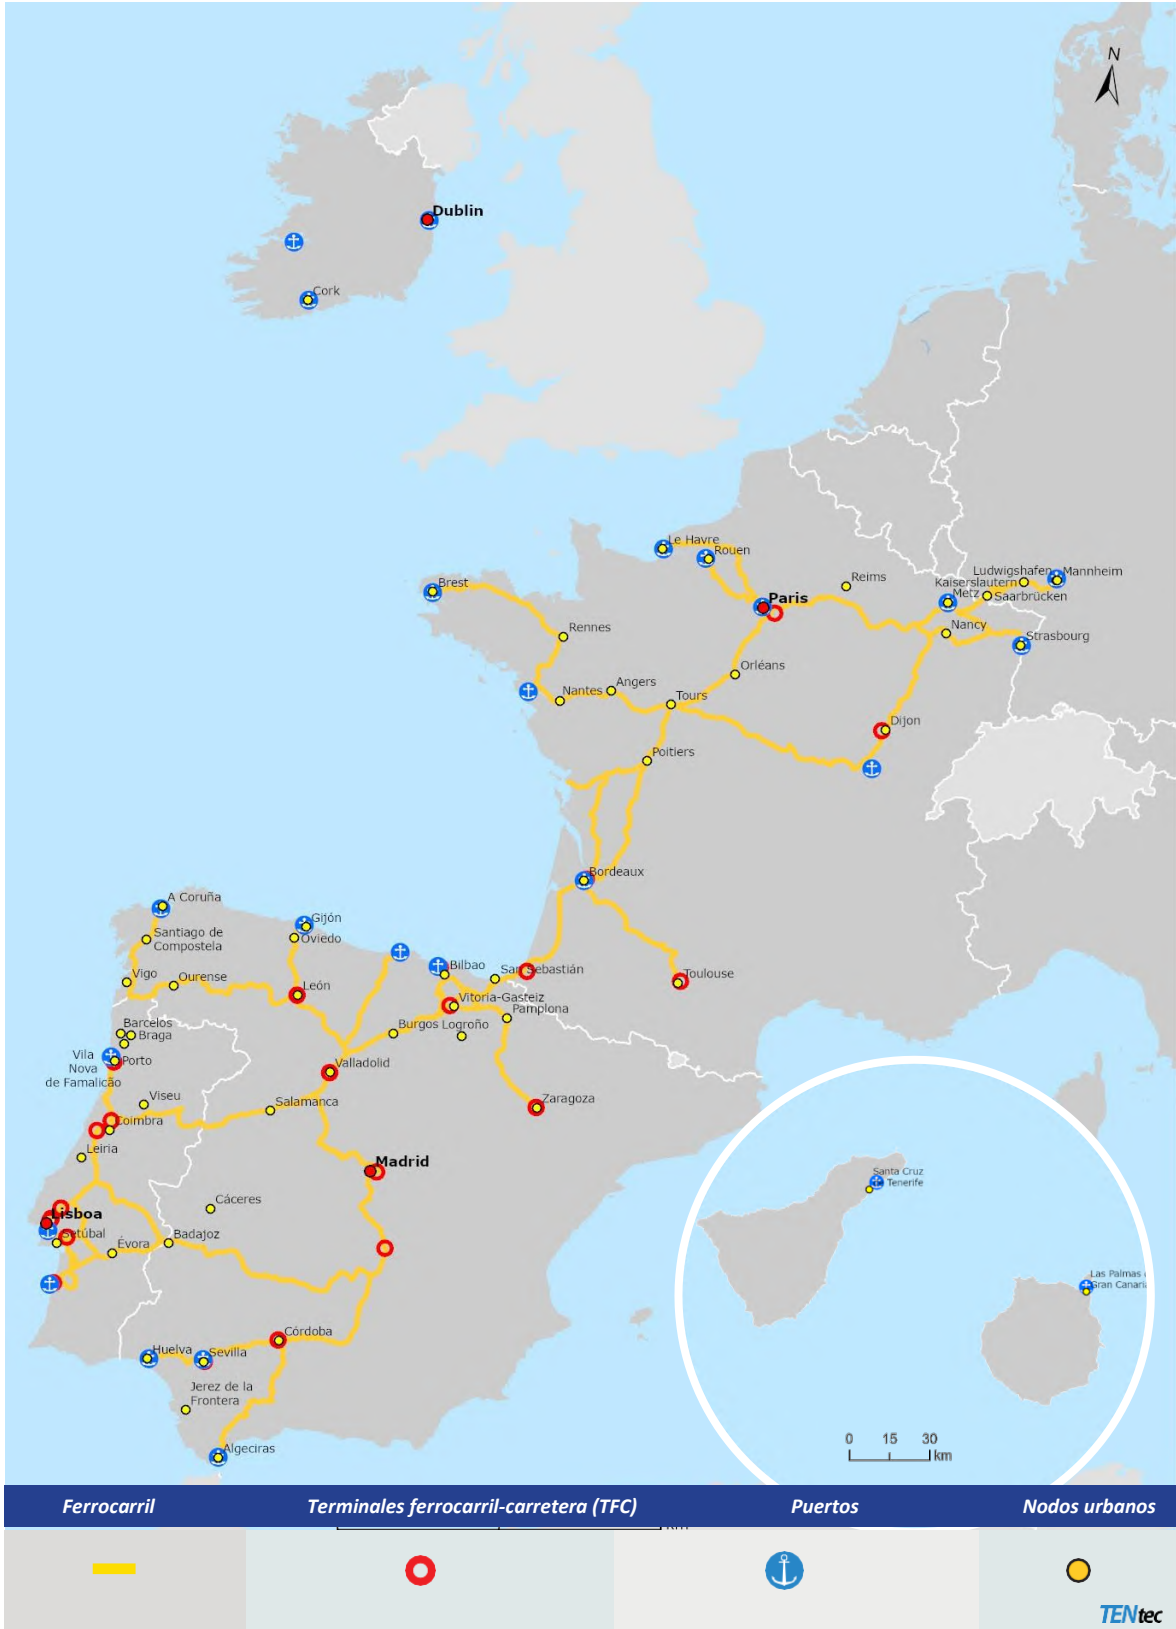 N
Dublin
Cork
Le Havre
Rouen
Brest
Paris
Reims
Ludwigshafen
Mannheim
Kaiserslautern
Metz
Saarbrücken
Nancy
Strasbourg
Rennes
Orléans
Nantes
Angers
Tours
Dijon
Poitiers
Bordeaux
A Coruña
Gijón
Santiago de
Compostela
Oviedo
Bilbao
San Sebastián
Toulouse
Vigo
Ourense
León
Vitoria-Gasteiz
Pamplona
Barcelos
Braga
Burgos
Logroño
Vila
Nova
de Famalicão
Porto
Valladolid
Viseu
Salamanca
Zaragoza
Coimbra
Leiria
Madrid
Cáceres
Lisboa
Setúbal
Évora
Badajoz
Santa Cruz
Tenerife
Las Palmas
Gran Canaria
Córdoba
Huelva
Sevilla
Jerez de la
Frontera
Algeciras
0 15 30
km
Ferrocarril
Terminales ferrocarril-carretera (TFC)
Puertos
Nodos urbanos
TENtec